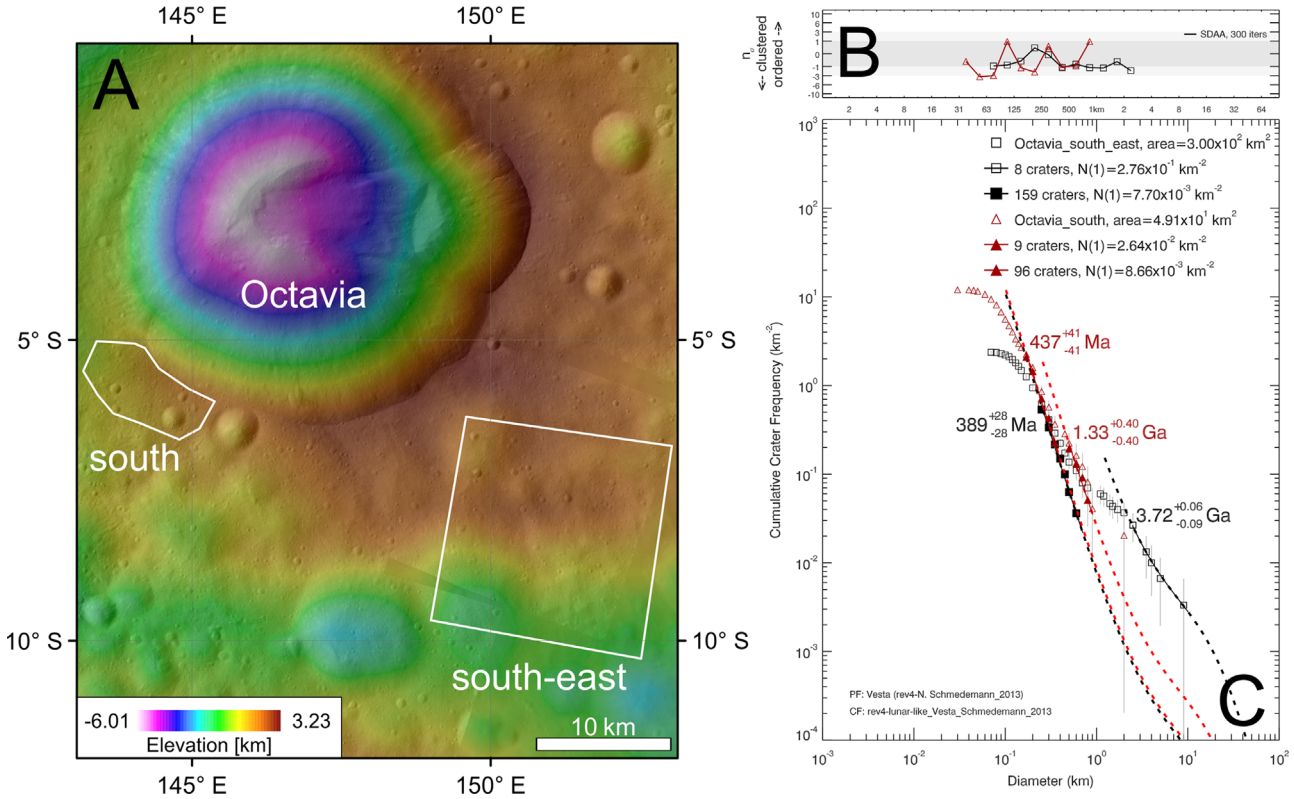 145° E 150° E
A
Octavia
5° S 5° S
south
10° S 10° S
south-east
-6.01 3.23
Elevation [km]
10 km
145° E 150° E
B
10
6
3
1
-1
-3
-6
-10
nσ
<-- clustered
ordered -->
SDAA, 300 iters
2 4 8 16 31 63 125 250 500 1km 2 4 8 16 32 64
10³
10²
10¹
10⁰
10⁻¹
10⁻²
10⁻³
10⁻⁴
Cumulative Crater Frequency (km⁻²)
Octavia_south_east, area=3.00x10² km²
8 craters, N(1)=2.76x10⁻¹ km⁻²
159 craters, N(1)=7.70x10⁻³ km⁻²
Octavia_south, area=4.91x10¹ km²
9 craters, N(1)=2.64x10⁻² km⁻²
96 craters, N(1)=8.66x10⁻³ km⁻²
437 +41 -41 Ma
389 +28 -28 Ma
1.33 +0.40 -0.40 Ga
3.72 +0.06 -0.09 Ga
PF: Vesta (rev4-N. Schmedemann_2013)
CF: rev4-lunar-like_Vesta_Schmedemann_2013
C
10⁻³ 10⁻² 10⁻¹ 10⁰ 10¹ 10²
Diameter (km)